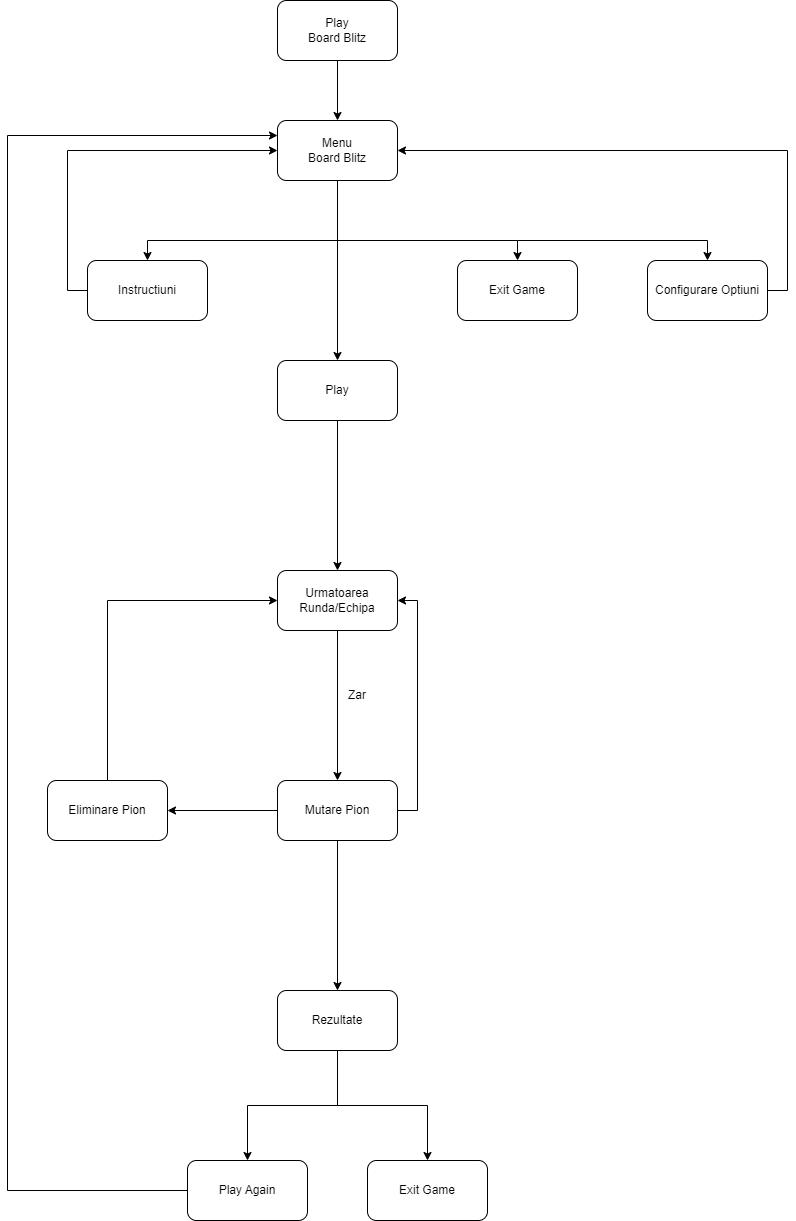 Play
Board Blitz
Menu
Board Blitz
Instructiuni
Exit Game
Configurare Optiuni
Play
Urmatoarea
Runda/Echipa
Zar
Eliminare Pion
Mutare Pion
Rezultate
Play Again
Exit Game